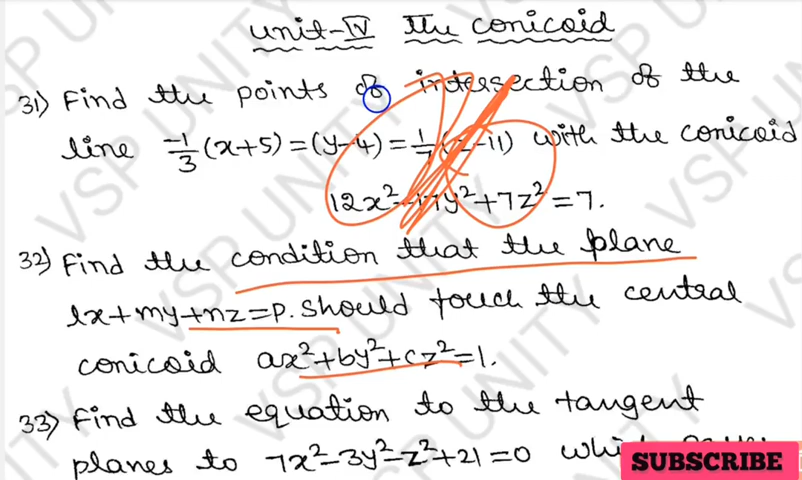 unit-IV The conicoid
31) Find the points of intersection of the
line -1/3 (x+5) = (y-4) = 1/ (z-11) with the conicoid
12x² -17y² +7z² = 7.
32) Find the condition that the plane
lx+my+nz=p. should touch the central
conicoid ax²+by²+cz²=1.
33) Find the equation to the tangent
planes to 7x²-3y²-z²+21=0
SUBSCRIBE
VSP UNITY